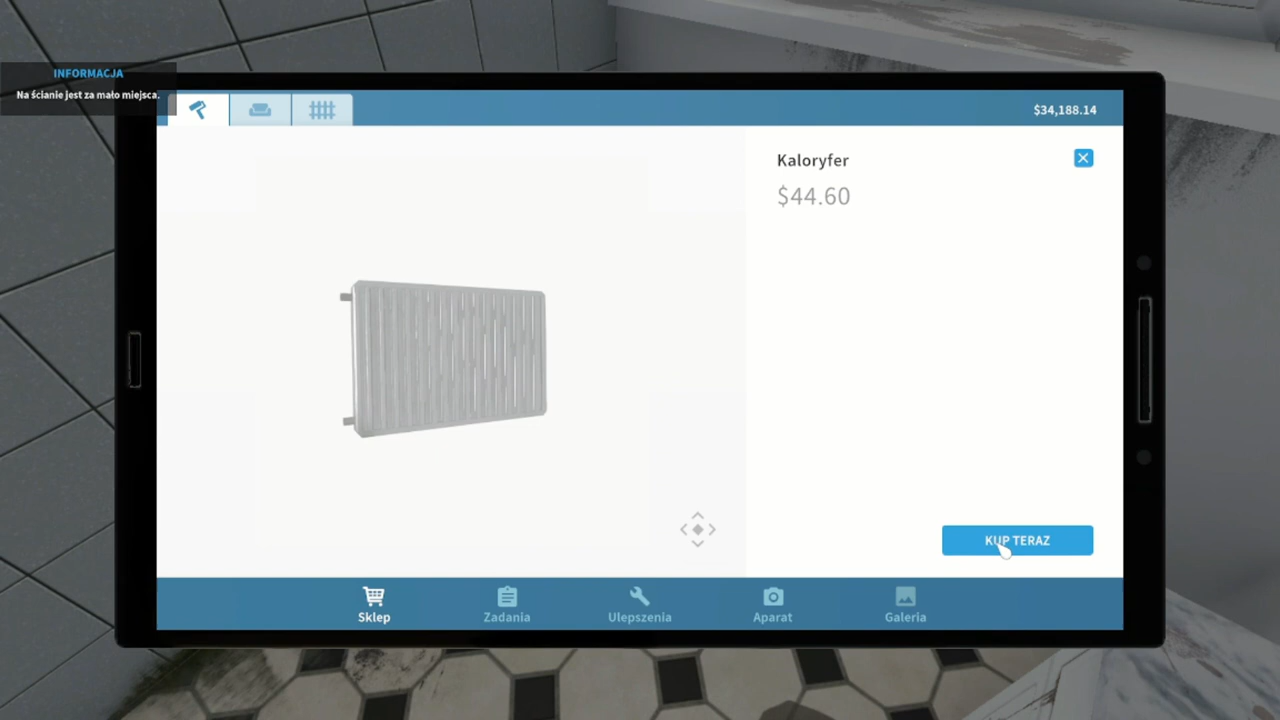 INFORMACJA
Na ścianie jest za mało miejsca.
$34,188.14
Kaloryfer
$44.60
KUP TERAZ
Sklep
Zadania
Ulepszenia
Aparat
Galeria